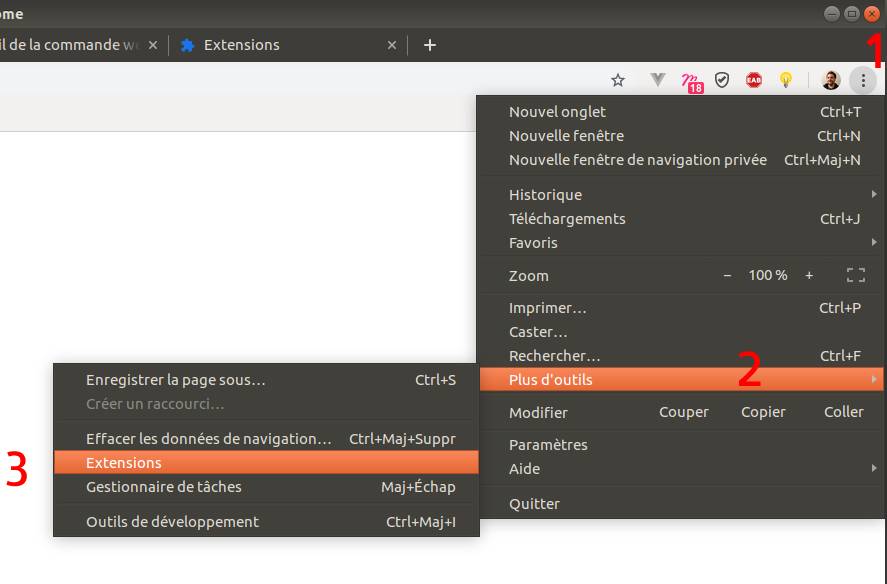 ome
il de la commande w
Extensions
1
EAB
18
Nouvel onglet Ctrl+T
Nouvelle fenêtre Ctrl+N
Nouvelle fenêtre de navigation privée Ctrl+Maj+N
Historique
Téléchargements Ctrl+J
Favoris
Zoom − 100 % +
Imprimer… Ctrl+P
Caster…
Rechercher… Ctrl+F
2
Plus d'outils
Modifier Couper Copier Coller
Paramètres
Aide
Quitter
Enregistrer la page sous… Ctrl+S
Créer un raccourci…
Effacer les données de navigation… Ctrl+Maj+Suppr
3
Extensions
Gestionnaire de tâches Maj+Échap
Outils de développement Ctrl+Maj+I